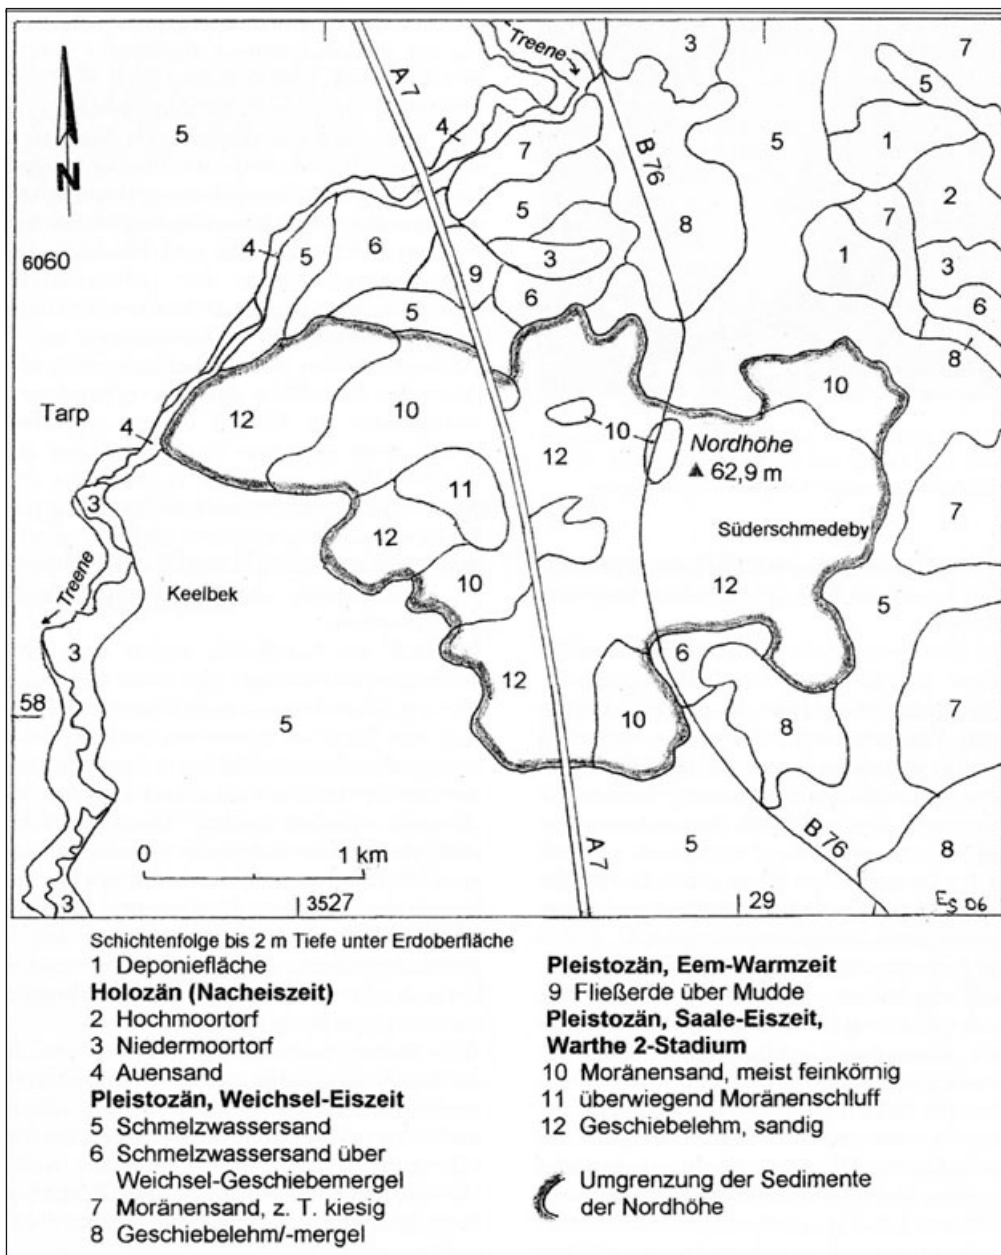 Treene
3
7
5
A 7
4
5
1
5
7
B 76
2
N
5
7
6
8
4
5
1
3
6060
9
3
6
6
5
8
10
Tarp
12
10
4
10
Nordhöhe
12
62,9 m
11
3
7
Süderschmedeby
12
Treene
10
12
Keelbek
5
6
3
12
58
10
7
5
8
B 76
0
1 km
A 7
5
8
3
3527
29
ES 06
Schichtenfolge bis 2 m Tiefe unter Erdoberfläche
1 Deponiefläche
Holozän (Nacheiszeit)
2 Hochmoortorf
3 Niedermoortorf
4 Auensand
Pleistozän, Weichsel-Eiszeit
5 Schmelzwassersand
6 Schmelzwassersand über
Weichsel-Geschiebemergel
7 Moränensand, z. T. kiesig
8 Geschiebelehm/-mergel
Pleistozän, Eem-Warmzeit
9 Fließerde über Mudde
Pleistozän, Saale-Eiszeit,
Warthe 2-Stadium
10 Moränensand, meist feinkörnig
11 überwiegend Moränenschluff
12 Geschiebelehm, sandig
Umgrenzung der Sedimente
der Nordhöhe